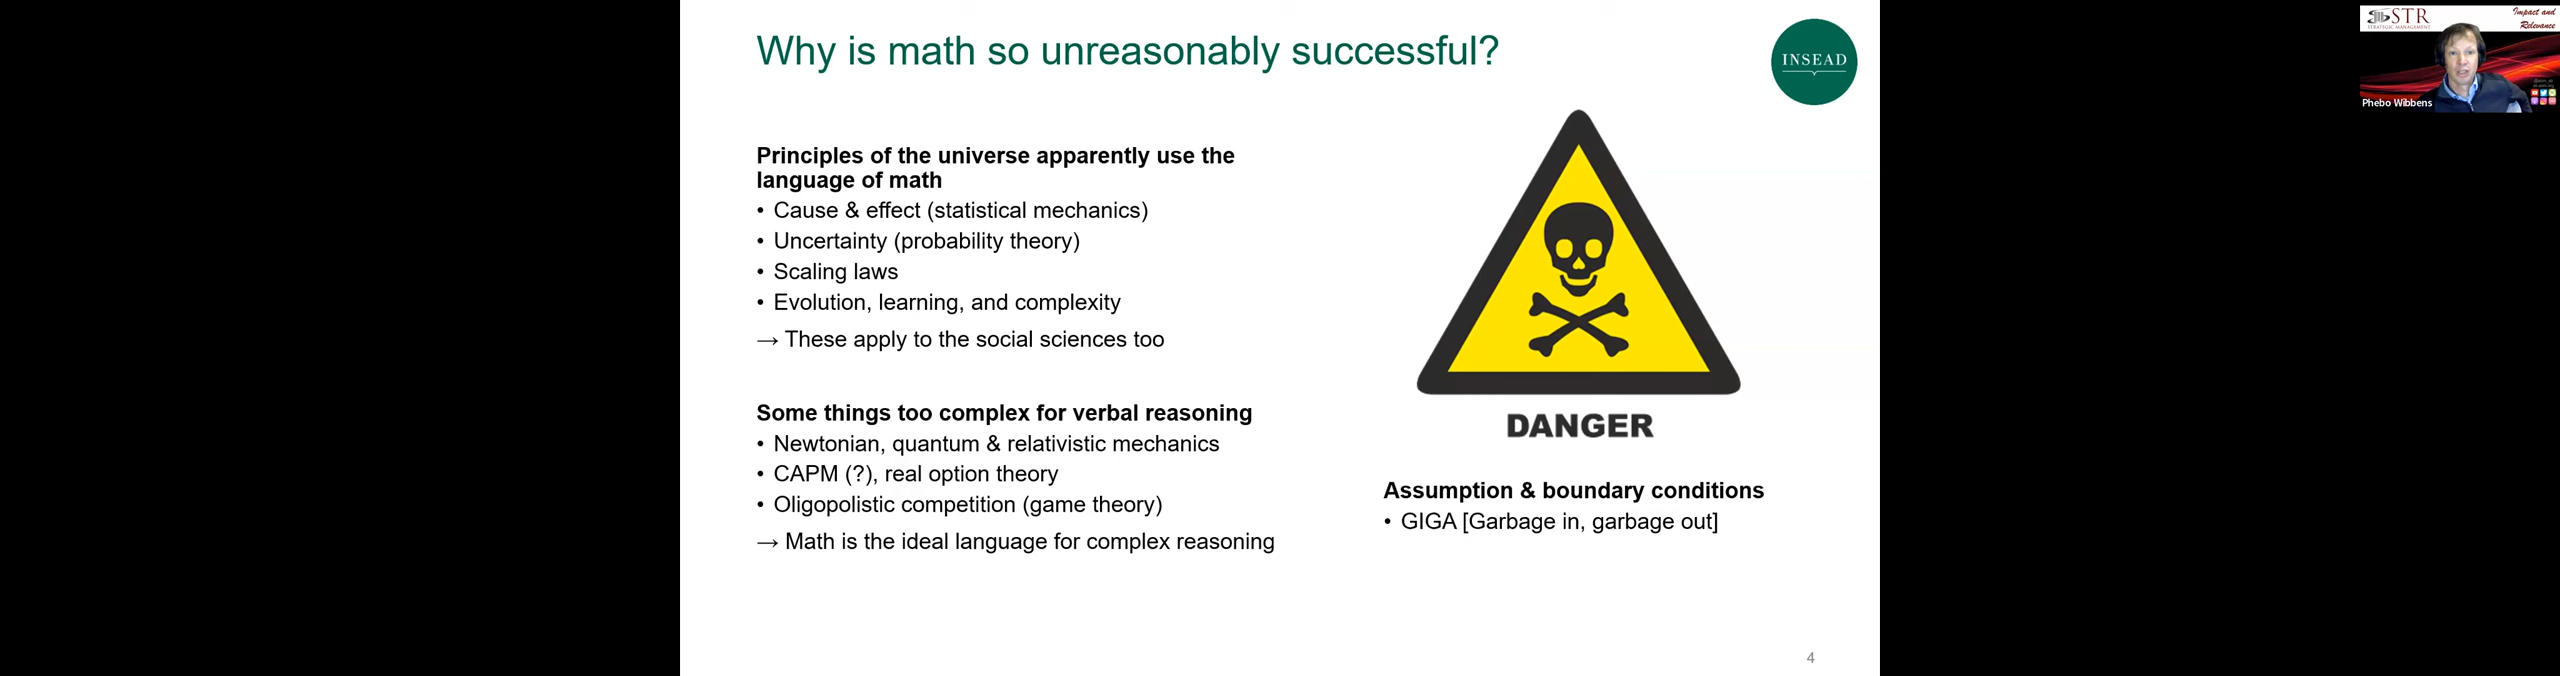 Why is math so unreasonably successful?
INSEAD
Principles of the universe apparently use the
language of math
• Cause & effect (statistical mechanics)
• Uncertainty (probability theory)
• Scaling laws
• Evolution, learning, and complexity
→ These apply to the social sciences too
Some things too complex for verbal reasoning
• Newtonian, quantum & relativistic mechanics
• CAPM (?), real option theory
• Oligopolistic competition (game theory)
→ Math is the ideal language for complex reasoning
DANGER
Assumption & boundary conditions
• GIGA [Garbage in, garbage out]
4
STR
STRATEGIC MANAGEMENT
Impact and
Relevance
Phebo Wibbens